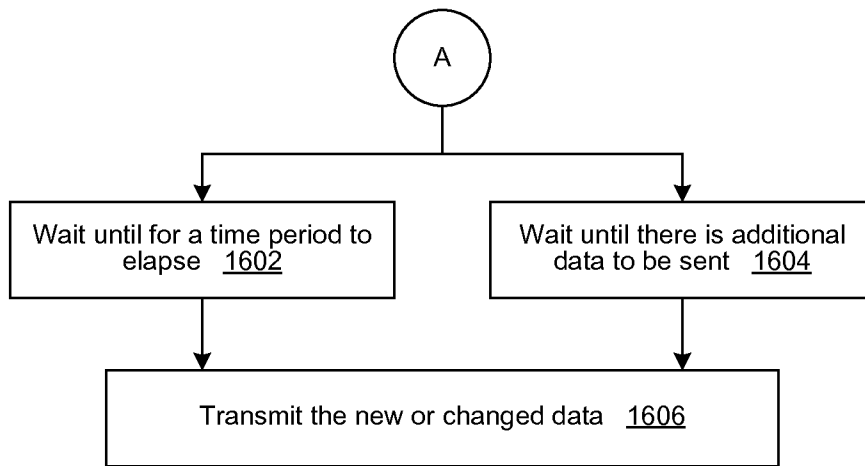 A
Wait until for a time period to
elapse 1602
Wait until there is additional
data to be sent 1604
Transmit the new or changed data 1606